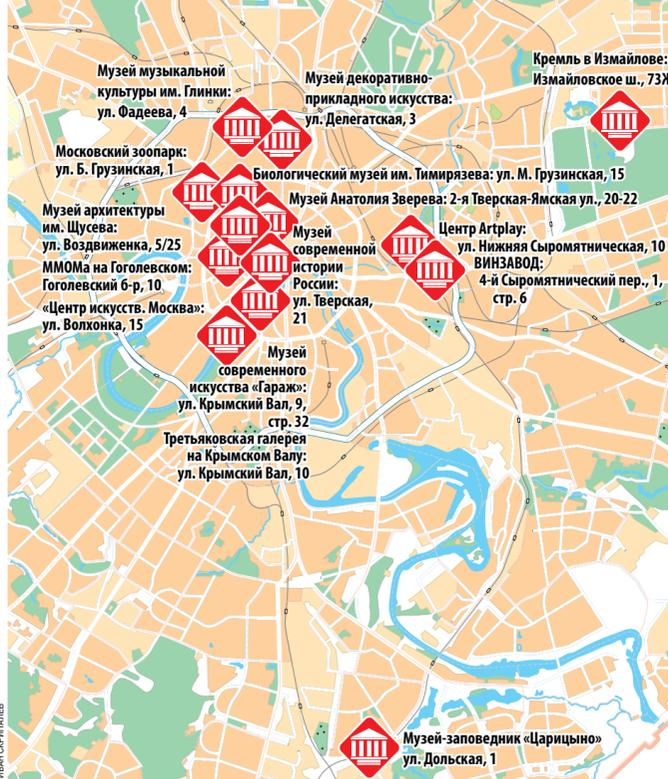 Музей музыкальной
культуры им. Глинки:
ул. Фадеева, 4
Музей декоративно-
прикладного искусства:
ул. Делегатская, 3
Кремль в Измайлове:
Измайловское ш., 73Ж
Московский зоопарк:
ул. Б. Грузинская, 1
Биологический музей им. Тимирязева: ул. М. Грузинская, 15
Музей Анатолия Зверева: 2-я Тверская-Ямская ул., 20-22
Музей архитектуры
им. Щусева:
ул. Воздвиженка, 5/25
Музей
современной
истории
России:
ул. Тверская,
21
Центр Artplay:
ул. Нижняя Сыромятническая, 10
ВИНЗАВОД:
4-й Сыромятнический пер., 1,
стр. 6
ММОМа на Гоголевском:
Гоголевский б-р, 10
«Центр искусств. Москва»:
ул. Волхонка, 15
Музей
современного
искусства «Гараж»:
ул. Крымский Вал, 9,
стр. 32
Третьяковская галерея
на Крымском Валу:
ул. Крымский Вал, 10
Музей-заповедник «Царицыно»
ул. Дольская, 1